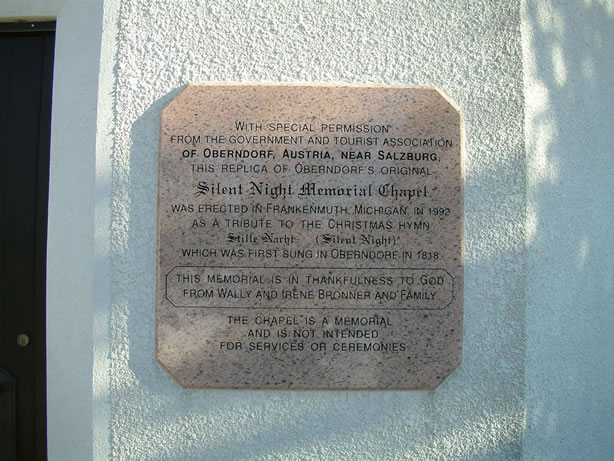 WITH SPECIAL PERMISSION
FROM THE GOVERNMENT AND TOURIST ASSOCIATION
OF OBERNDORF, AUSTRIA, NEAR SALZBURG,
THIS REPLICA OF OBERNDORF'S ORIGINAL
Silent Night Memorial Chapel
WAS ERECTED IN FRANKENMUTH, MICHIGAN, IN 1992
AS A TRIBUTE TO THE CHRISTMAS HYMN
Stille Nacht (Silent Night)
WHICH WAS FIRST SUNG IN OBERNDORF IN 1818
THIS MEMORIAL IS IN THANKFULNESS TO GOD
FROM WALLY AND IRENE BRONNER AND FAMILY
THE CHAPEL IS A MEMORIAL
AND IS NOT INTENDED
FOR SERVICES OR CEREMONIES